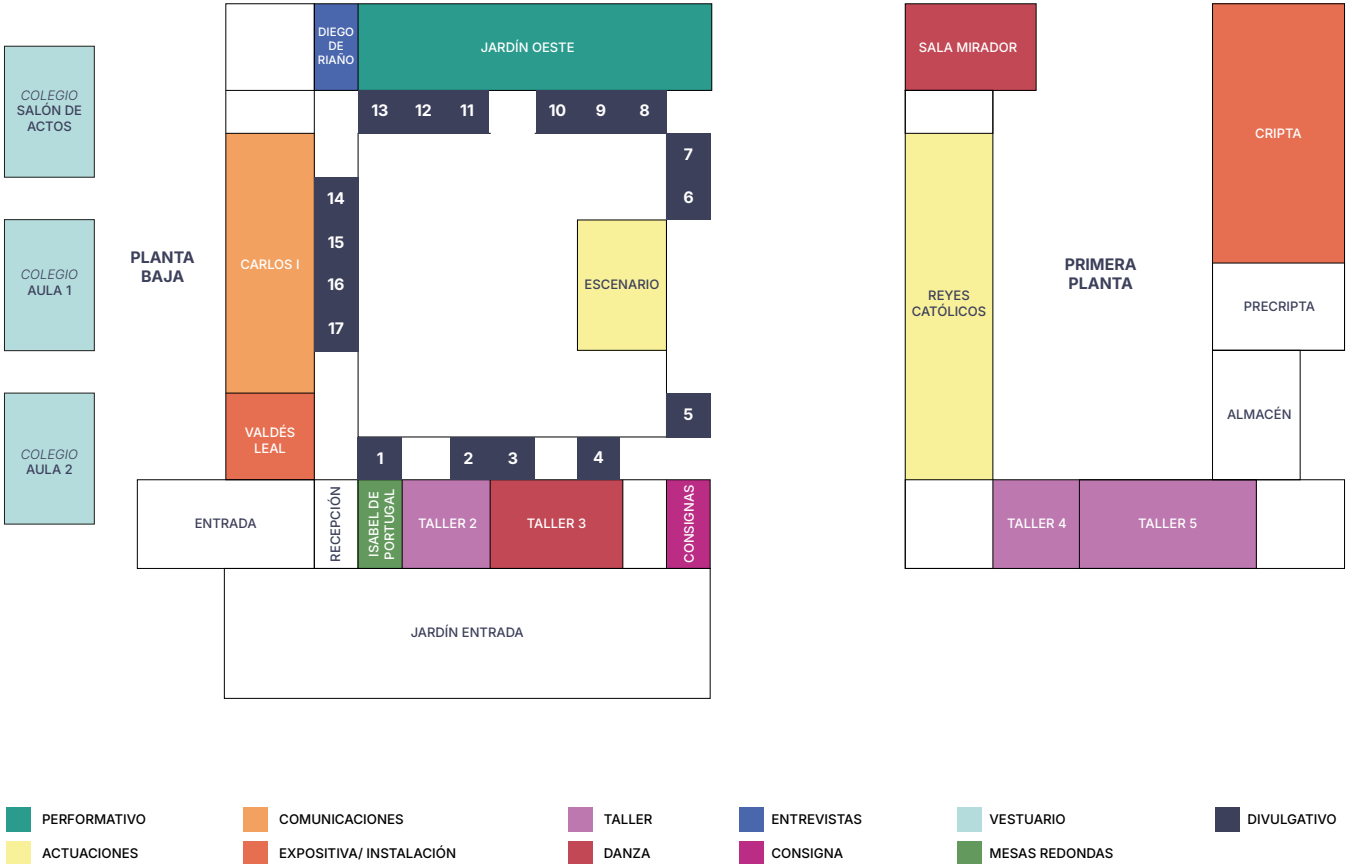 DIEGO
DE
RIAÑO
JARDÍN OESTE
SALA MIRADOR
COLEGIO
SALÓN DE
ACTOS
13
12
11
10
9
8
CRIPTA
7
6
14
15
16
17
PLANTA
BAJA
CARLOS I
COLEGIO
AULA 1
ESCENARIO
REYES
CATÓLICOS
PRIMERA
PLANTA
PRECRIPTA
VALDÉS
LEAL
5
ALMACÉN
COLEGIO
AULA 2
1
2
3
4
ENTRADA
RECEPCIÓN
ISABEL DE
PORTUGAL
TALLER 2
TALLER 3
CONSIGNAS
TALLER 4
TALLER 5
JARDÍN ENTRADA
PERFORMATIVO
COMUNICACIONES
TALLER
ENTREVISTAS
VESTUARIO
DIVULGATIVO
ACTUACIONES
EXPOSITIVA/ INSTALACIÓN
DANZA
CONSIGNA
MESAS REDONDAS